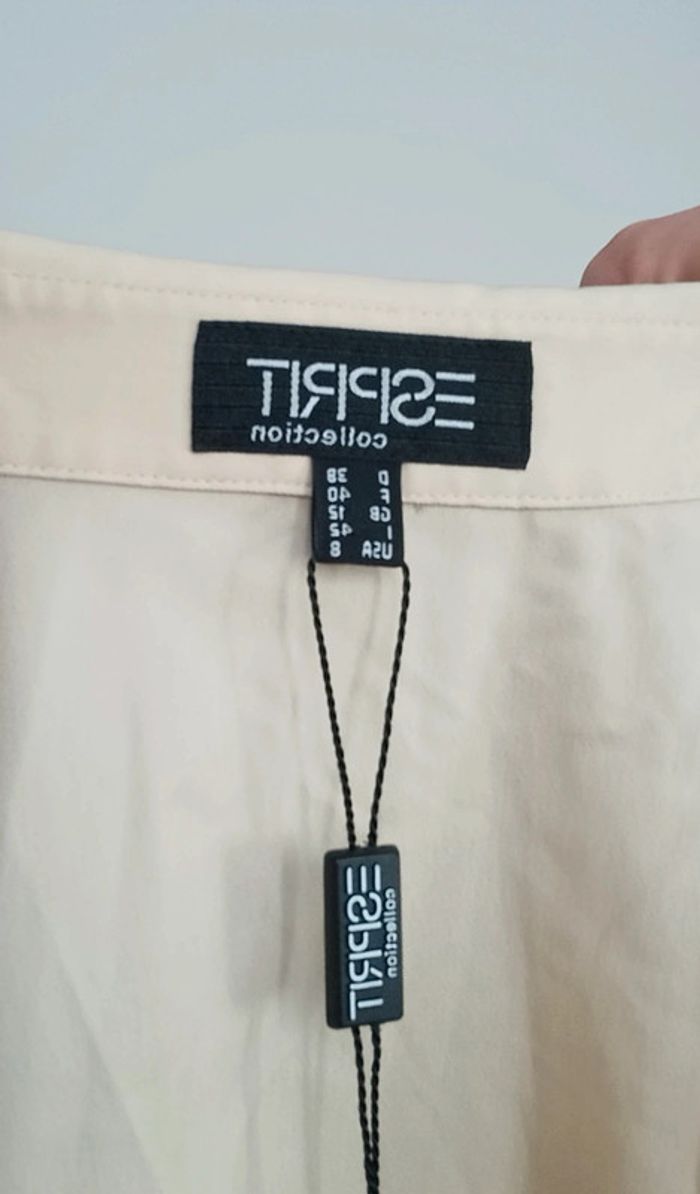 ESPRIT
collection
D 38
F 40
GB 12
I 42
USA 8
ESPRIT
collection